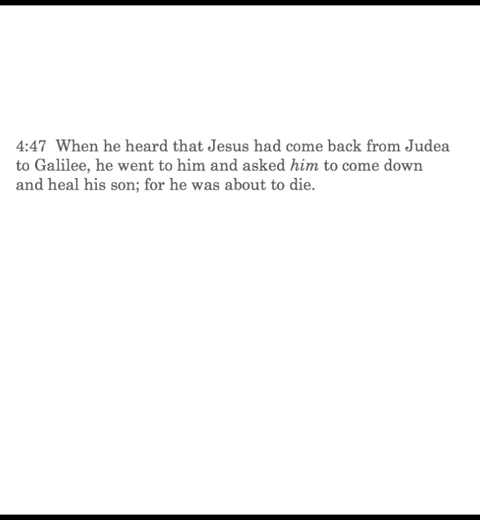 4:47 When he heard that Jesus had come back from Judea
to Galilee, he went to him and asked him to come down
and heal his son; for he was about to die.